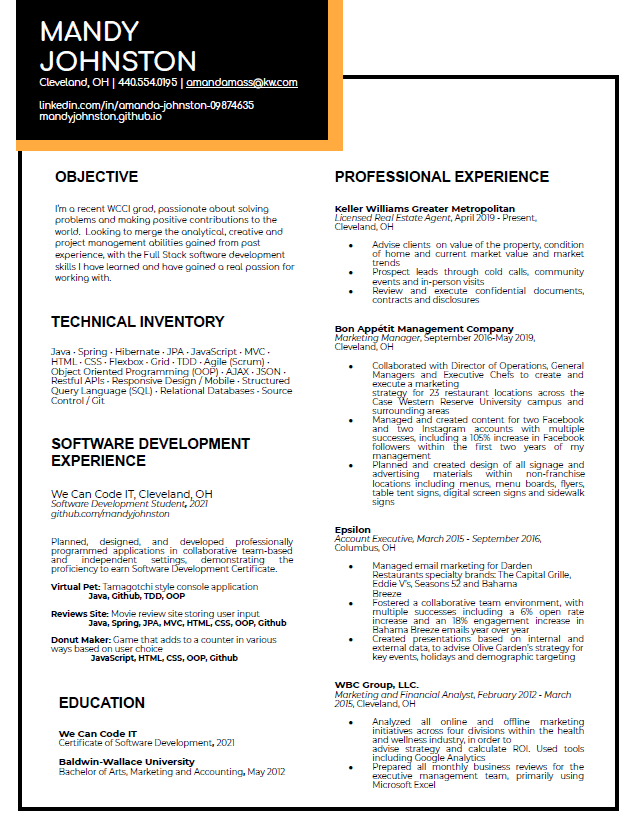 MANDY
JOHNSTON
Cleveland, OH | 440.554.0195 | amandamass@kw.com
linkedin.com/in/amanda-johnston-09874635
mandyjohnston.github.io
OBJECTIVE
I'm a recent WCCI grad, passionate about solving
problems and making positive contributions to the
world.  Looking to merge the analytical, creative and
project management abilities gained from past
experience, with the Full Stack software development
skills I have learned and have gained a real passion for
working with.
TECHNICAL INVENTORY
Java · Spring · Hibernate · JPA · JavaScript · MVC ·
HTML · CSS · Flexbox · Grid · TDD · Agile (Scrum) ·
Object Oriented Programming (OOP) · AJAX · JSON ·
Restful APIs · Responsive Design / Mobile · Structured
Query Language (SQL) · Relational Databases · Source
Control / Git
SOFTWARE DEVELOPMENT
EXPERIENCE
We Can Code IT, Cleveland, OH
Software Development Student, 2021
github.com/mandyjohnston
Planned, designed, and developed professionally
programmed applications in collaborative team-based
and independent settings, demonstrating the
proficiency to earn Software Development Certificate.
Virtual Pet: Tamagotchi style console application
Java, Github, TDD, OOP
Reviews Site: Movie review site storing user input
Java, Spring, JPA, MVC, HTML, CSS, OOP, Github
Donut Maker: Game that adds to a counter in various
ways based on user choice
JavaScript, HTML, CSS, OOP, Github
EDUCATION
We Can Code IT
Certificate of Software Development, 2021
Baldwin-Wallace University
Bachelor of Arts, Marketing and Accounting, May 2012
PROFESSIONAL EXPERIENCE
Keller Williams Greater Metropolitan
Licensed Real Estate Agent, April 2019 - Present,
Cleveland, OH
• Advise clients  on value of the property, condition
of home and current market value and market
trends
• Prospect leads through cold calls, community
events and in-person visits
• Review and execute confidential documents,
contracts and disclosures
Bon Appétit Management Company
Marketing Manager, September 2016-May 2019,
Cleveland, OH
• Collaborated with Director of Operations, General
Managers and Executive Chefs to create and
execute a marketing
strategy for 23 restaurant locations across the
Case Western Reserve University campus and
surrounding areas
• Managed and created content for two Facebook
and two Instagram accounts with multiple
successes, including a 105% increase in Facebook
followers within the first two years of my
management
• Planned and created design of all signage and
advertising materials within non-franchise
locations including menus, menu boards, flyers,
table tent signs, digital screen signs and sidewalk
signs
Epsilon
Account Executive, March 2015 - September 2016,
Columbus, OH
• Managed email marketing for Darden
Restaurants specialty brands: The Capital Grille,
Eddie V's, Seasons 52 and Bahama
Breeze
• Fostered a collaborative team environment, with
multiple successes including a 6% open rate
increase and an 18% engagement increase in
Bahama Breeze emails year over year
• Created presentations based on internal and
external data, to advise Olive Garden's strategy for
key events, holidays and demographic targeting
WBC Group, LLC.
Marketing and Financial Analyst, February 2012 - March
2015, Cleveland, OH
• Analyzed all online and offline marketing
initiatives across four divisions within the health
and wellness industry, in order to
advise strategy and calculate ROI. Used tools
including Google Analytics
• Prepared all monthly business reviews for the
executive management team, primarily using
Microsoft Excel